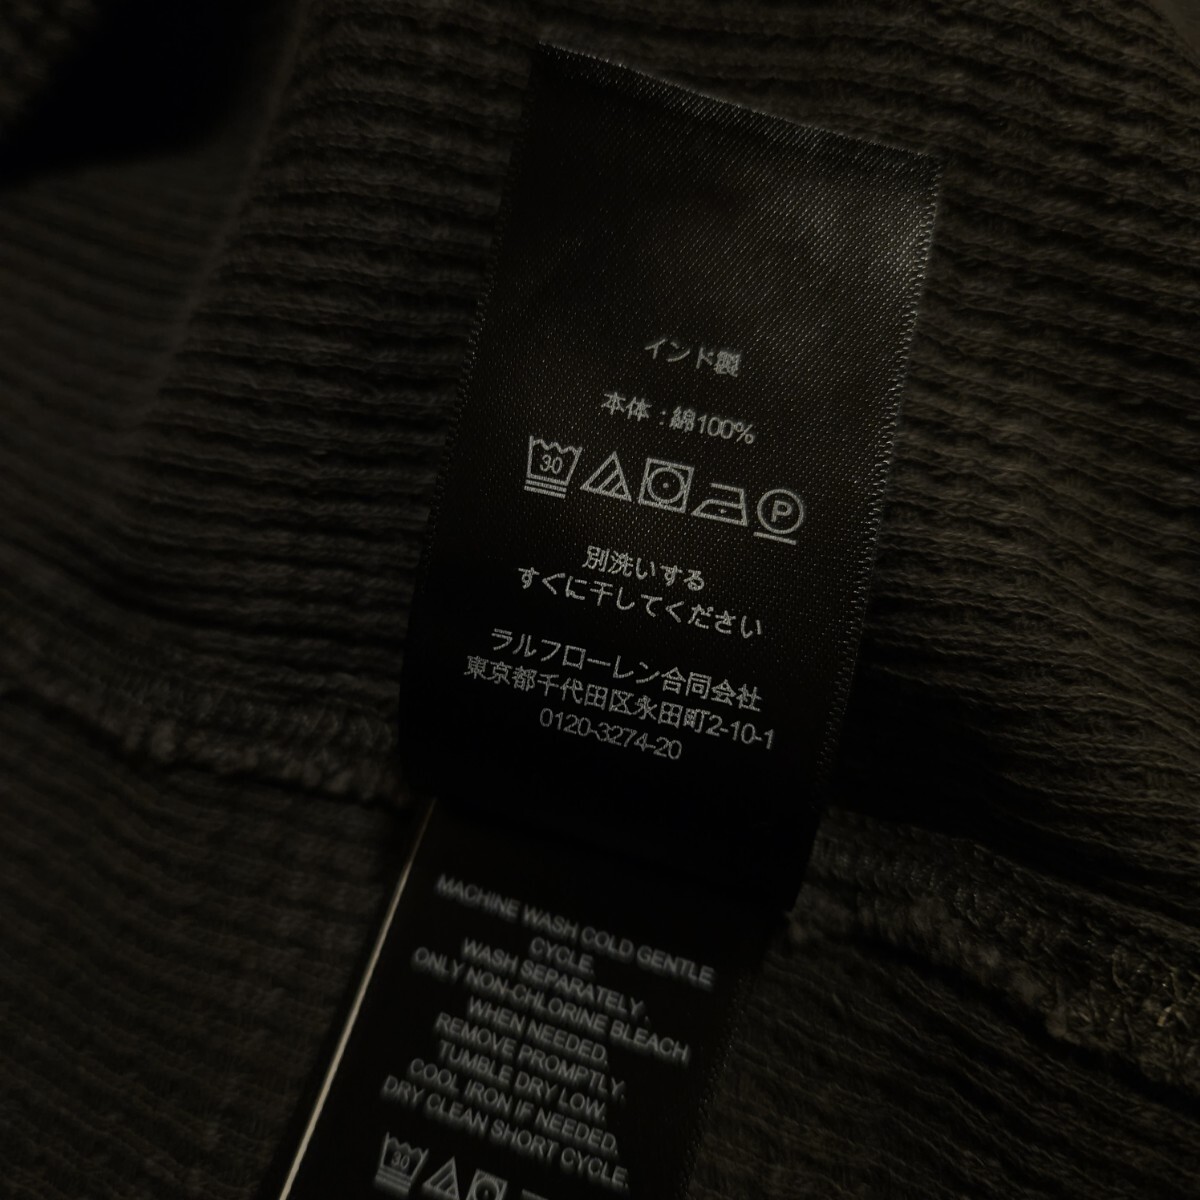 インド製
本体:綿100%
30
P
別洗いする
すぐに干してください
ラルフローレン合同会社
東京都千代田区永田町2-10-1
0120-3274-20
MACHINE WASH COLD GENTLE
CYCLE.
WASH SEPARATELY.
ONLY NON-CHLORINE BLEACH
WHEN NEEDED.
REMOVE PROMPTLY.
TUMBLE DRY LOW.
COOL IRON IF NEEDED.
DRY CLEAN SHORT CYCLE.
30